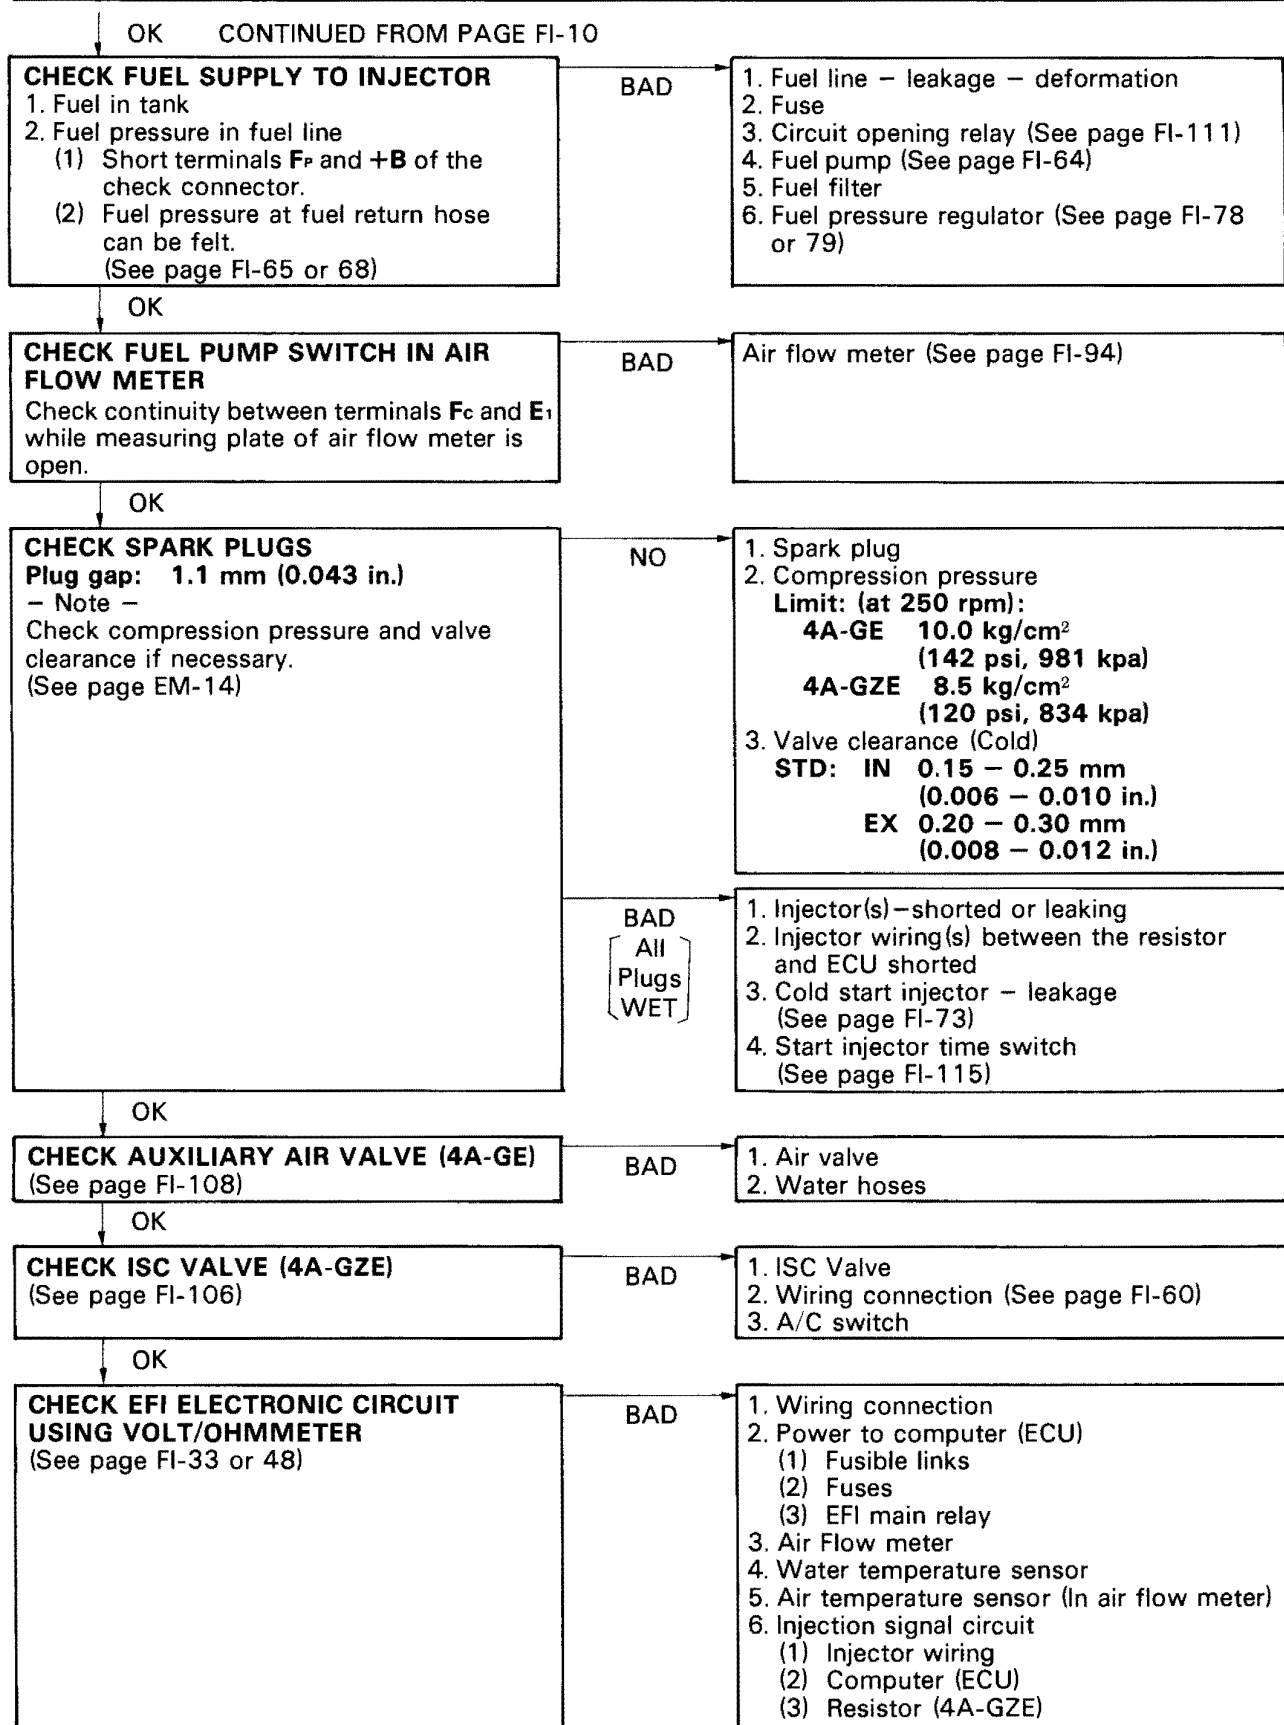 OK CONTINUED FROM PAGE FI-10
CHECK FUEL SUPPLY TO INJECTOR
1. Fuel in tank
2. Fuel pressure in fuel line
(1) Short terminals FP and +B of the
check connector.
(2) Fuel pressure at fuel return hose
can be felt.
(See page FI-65 or 68)
BAD
1. Fuel line – leakage – deformation
2. Fuse
3. Circuit opening relay (See page FI-111)
4. Fuel pump (See page FI-64)
5. Fuel filter
6. Fuel pressure regulator (See page FI-78
or 79)
OK
CHECK FUEL PUMP SWITCH IN AIR
FLOW METER
Check continuity between terminals Fc and E1
while measuring plate of air flow meter is
open.
BAD
Air flow meter (See page FI-94)
OK
CHECK SPARK PLUGS
Plug gap: 1.1 mm (0.043 in.)
– Note –
Check compression pressure and valve
clearance if necessary.
(See page EM-14)
NO
1. Spark plug
2. Compression pressure
Limit: (at 250 rpm):
4A-GE 10.0 kg/cm²
(142 psi, 981 kpa)
4A-GZE 8.5 kg/cm²
(120 psi, 834 kpa)
3. Valve clearance (Cold)
STD: IN 0.15 – 0.25 mm
(0.006 – 0.010 in.)
EX 0.20 – 0.30 mm
(0.008 – 0.012 in.)
BAD
All
Plugs
WET
1. Injector(s)–shorted or leaking
2. Injector wiring(s) between the resistor
and ECU shorted
3. Cold start injector – leakage
(See page FI-73)
4. Start injector time switch
(See page FI-115)
OK
CHECK AUXILIARY AIR VALVE (4A-GE)
(See page FI-108)
BAD
1. Air valve
2. Water hoses
OK
CHECK ISC VALVE (4A-GZE)
(See page FI-106)
BAD
1. ISC Valve
2. Wiring connection (See page FI-60)
3. A/C switch
OK
CHECK EFI ELECTRONIC CIRCUIT
USING VOLT/OHMMETER
(See page FI-33 or 48)
BAD
1. Wiring connection
2. Power to computer (ECU)
(1) Fusible links
(2) Fuses
(3) EFI main relay
3. Air Flow meter
4. Water temperature sensor
5. Air temperature sensor (In air flow meter)
6. Injection signal circuit
(1) Injector wiring
(2) Computer (ECU)
(3) Resistor (4A-GZE)